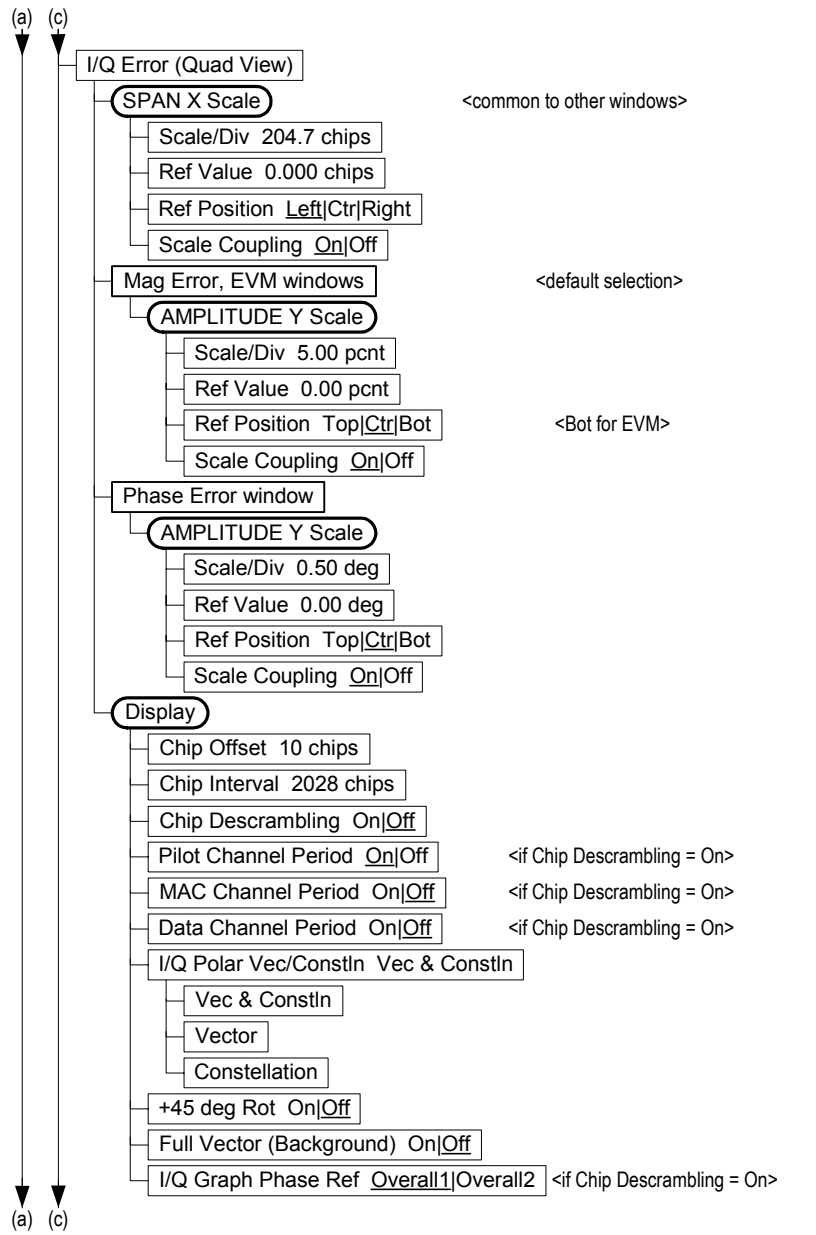 (a) (c)
I/Q Error (Quad View)
SPAN X Scale <common to other windows>
Scale/Div 204.7 chips
Ref Value 0.000 chips
Ref Position Left|Ctr|Right
Scale Coupling On|Off
Mag Error, EVM windows <default selection>
AMPLITUDE Y Scale
Scale/Div 5.00 pcnt
Ref Value 0.00 pcnt
Ref Position Top|Ctr|Bot <Bot for EVM>
Scale Coupling On|Off
Phase Error window
AMPLITUDE Y Scale
Scale/Div 0.50 deg
Ref Value 0.00 deg
Ref Position Top|Ctr|Bot
Scale Coupling On|Off
Display
Chip Offset 10 chips
Chip Interval 2028 chips
Chip Descrambling On|Off
Pilot Channel Period On|Off <if Chip Descrambling = On>
MAC Channel Period On|Off <if Chip Descrambling = On>
Data Channel Period On|Off <if Chip Descrambling = On>
I/Q Polar Vec/Constln Vec & Constln
Vec & Constln
Vector
Constellation
+45 deg Rot On|Off
Full Vector (Background) On|Off
I/Q Graph Phase Ref Overall1|Overall2 <if Chip Descrambling = On>
(a) (c)